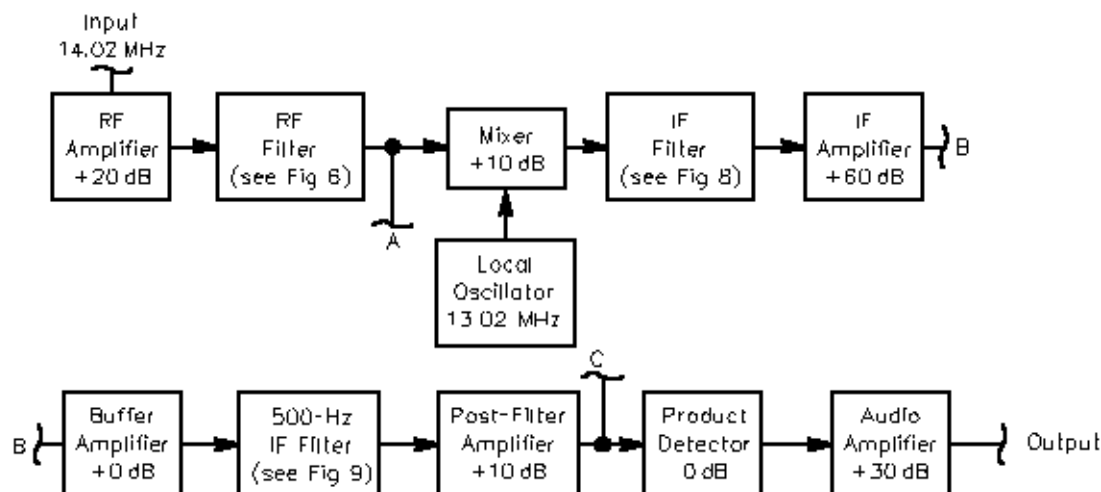 Input
14.02 MHz
RF
Amplifier
+20 dB
RF
Filter
(see Fig 6)
Mixer
+10 dB
IF
Filter
(see Fig 8)
IF
Amplifier
+60 dB
B
A
Local
Oscillator
13.02 MHz
C
B
Buffer
Amplifier
+0 dB
500-Hz
IF Filter
(see Fig 9)
Post-Filter
Amplifier
+10 dB
Product
Detector
0 dB
Audio
Amplifier
+30 dB
Output